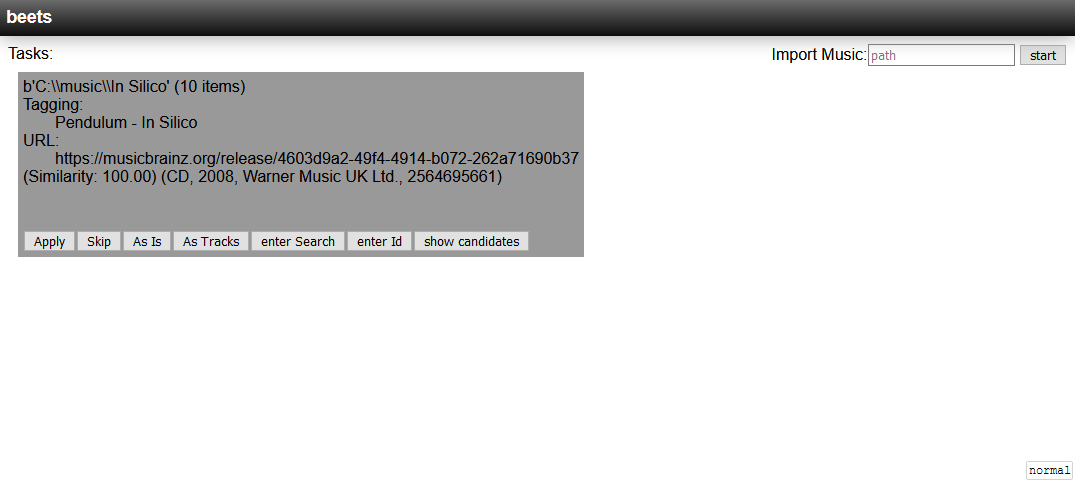 beets
Tasks:
Import Music: path start
b'C:\\music\\In Silico' (10 items)
Tagging:
Pendulum - In Silico
URL:
https://musicbrainz.org/release/4603d9a2-49f4-4914-b072-262a71690b37
(Similarity: 100.00) (CD, 2008, Warner Music UK Ltd., 2564695661)
Apply Skip As Is As Tracks enter Search enter Id show candidates
normal